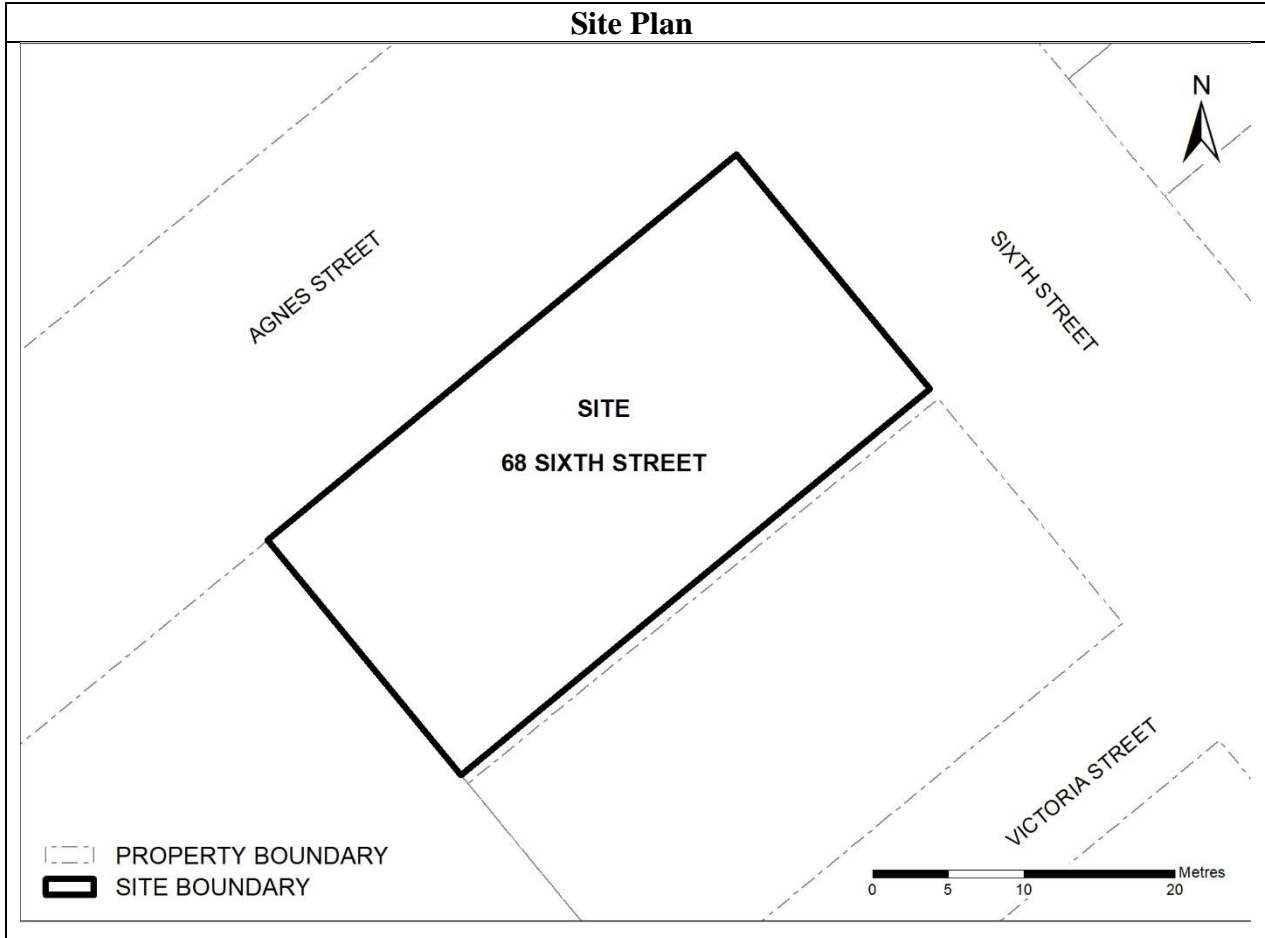 Site Plan
N
AGNES STREET
SIXTH STREET
SITE
68 SIXTH STREET
VICTORIA STREET
PROPERTY BOUNDARY
SITE BOUNDARY
Metres
0 5 10 20